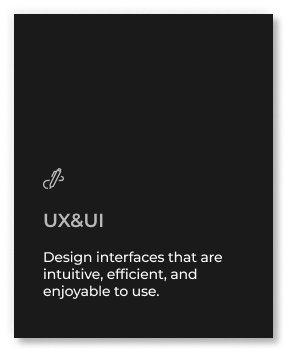 UX&UI
Design interfaces that are
intuitive, efficient, and
enjoyable to use.